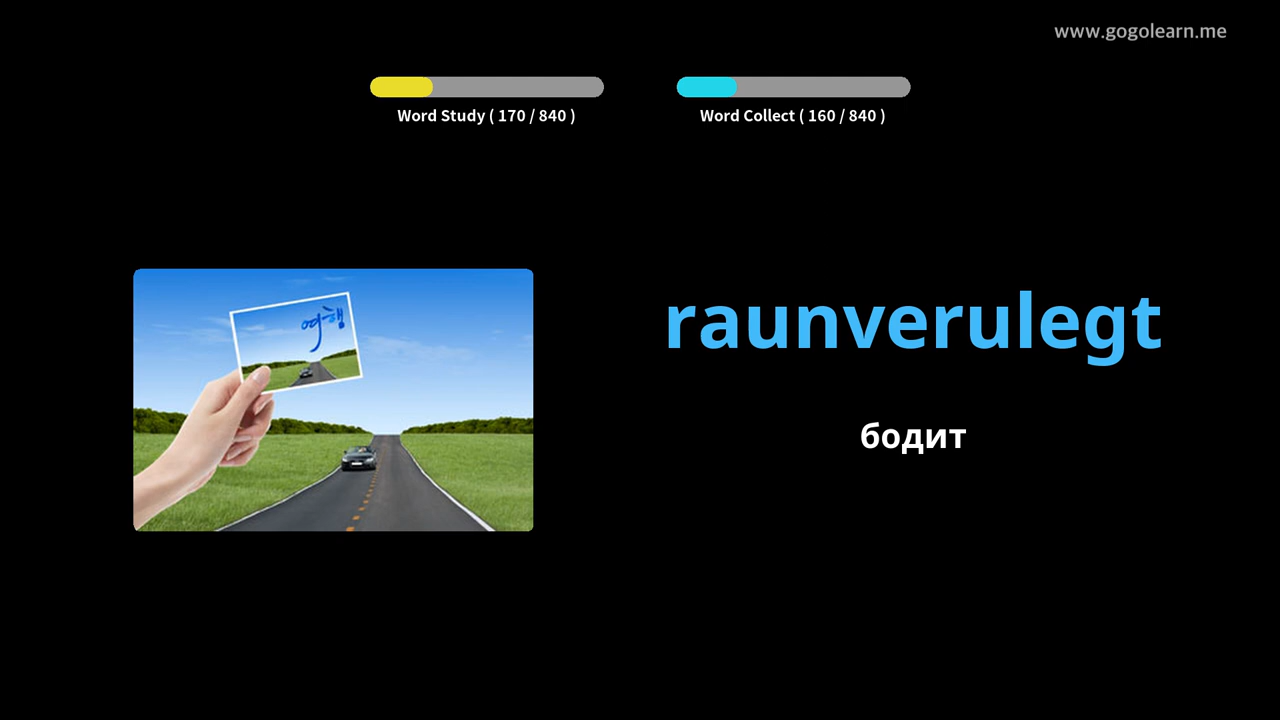 www.gogolearn.me
Word Study ( 170 / 840 )
Word Collect ( 160 / 840 )
여행
raunverulegt
бодит